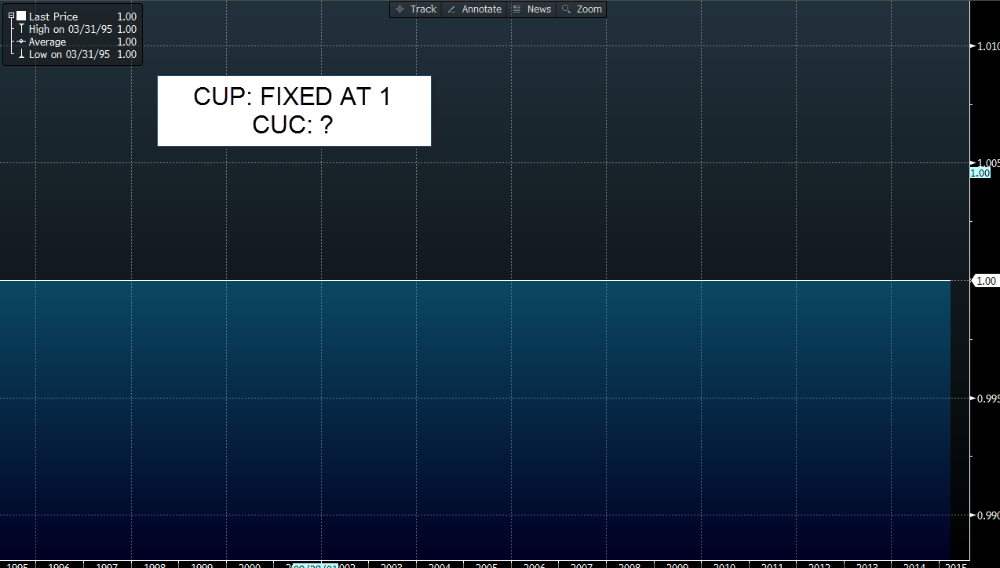 Track Annotate News Zoom
Last Price 1.00
High on 03/31/95 1.00
Average 1.00
Low on 03/31/95 1.00
CUP: FIXED AT 1
CUC: ?
1.010
1.005
1.00
1.00
0.995
0.990
1995 1996 1997 1998 1999 2000 2002 2003 2004 2005 2006 2007 2008 2009 2010 2011 2012 2013 2014 2015